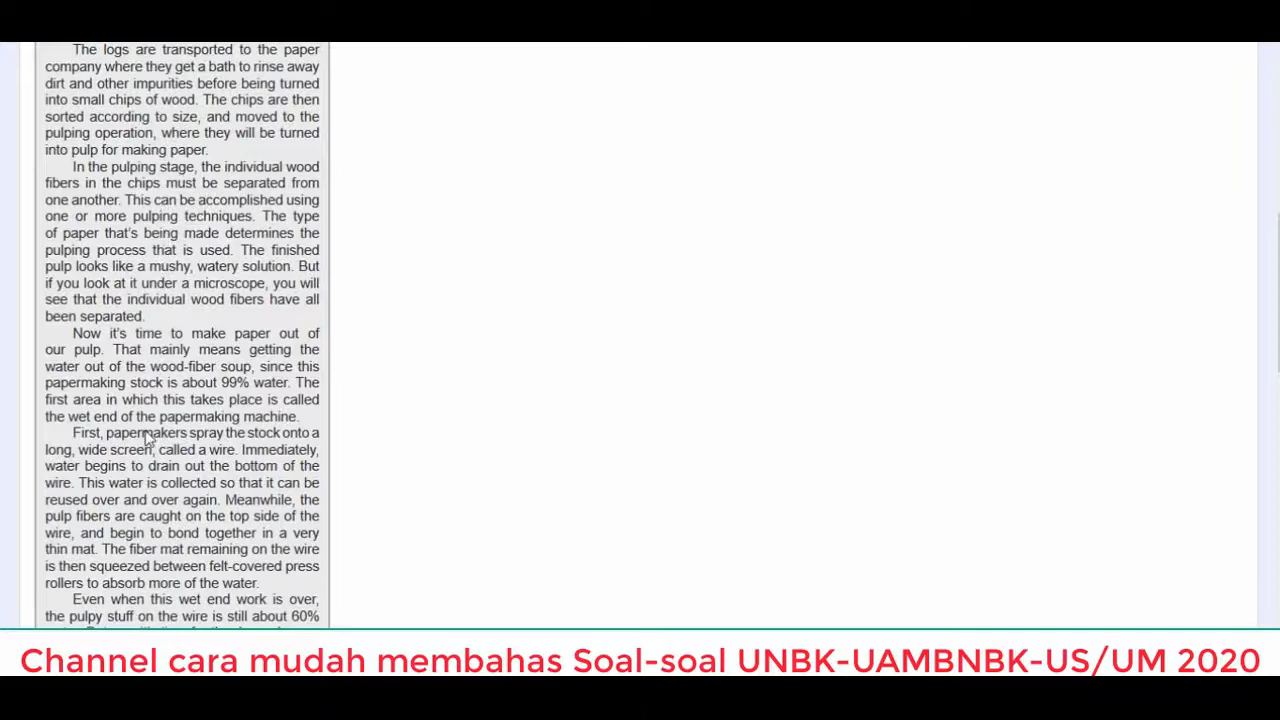 The logs are transported to the paper
company where they get a bath to rinse away
dirt and other impurities before being turned
into small chips of wood. The chips are then
sorted according to size, and moved to the
pulping operation, where they will be turned
into pulp for making paper.
In the pulping stage, the individual wood
fibers in the chips must be separated from
one another. This can be accomplished using
one or more pulping techniques. The type
of paper that's being made determines the
pulping process that is used. The finished
pulp looks like a mushy, watery solution. But
if you look at it under a microscope, you will
see that the individual wood fibers have all
been separated.
Now it's time to make paper out of
our pulp. That mainly means getting the
water out of the wood-fiber soup, since this
papermaking stock is about 99% water. The
first area in which this takes place is called
the wet end of the papermaking machine.
First, papermakers spray the stock onto a
long, wide screen, called a wire. Immediately,
water begins to drain out the bottom of the
wire. This water is collected so that it can be
reused over and over again. Meanwhile, the
pulp fibers are caught on the top side of the
wire, and begin to bond together in a very
thin mat. The fiber mat remaining on the wire
is then squeezed between felt-covered press
rollers to absorb more of the water.
Even when this wet end work is over,
the pulpy stuff on the wire is still about 60%
Channel cara mudah membahas Soal-soal UNBK-UAMBNBK-US/UM 2020